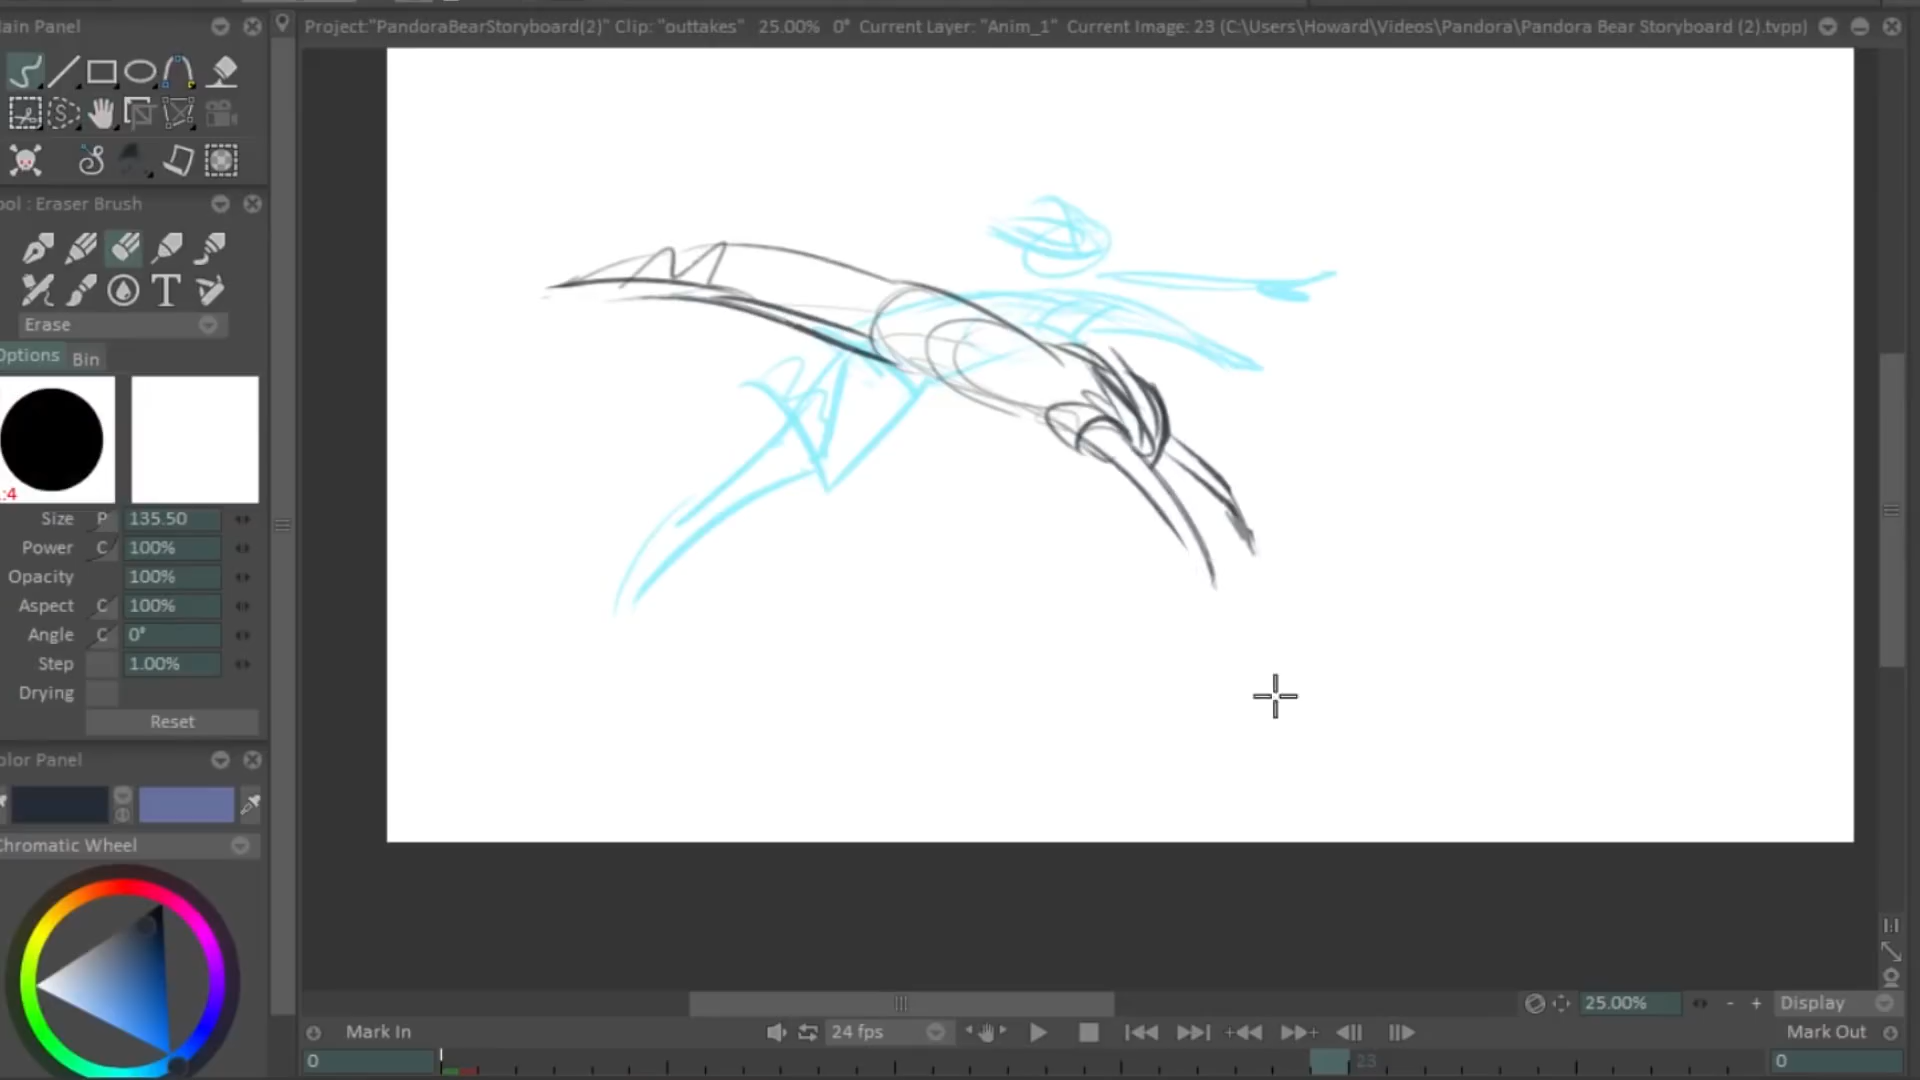 ain Panel
Project:"PandoraBearStoryboard(2)" Clip: "outtakes" 25.00% 0° Current Layer: "Anim_1" Current Image: 23 (C:\Users\Howard\Videos\Pandora\Pandora Bear Storyboard (2).tvpp)
ool : Eraser Brush
T
Erase
Options Bin
:4
Size P 135.50
Power C 100%
Opacity 100%
Aspect C 100%
Angle C 0°
Step 1.00%
Drying
Reset
olor Panel
Chromatic Wheel
25.00% - + Display
Mark In 24 fps Mark Out
0 23 0